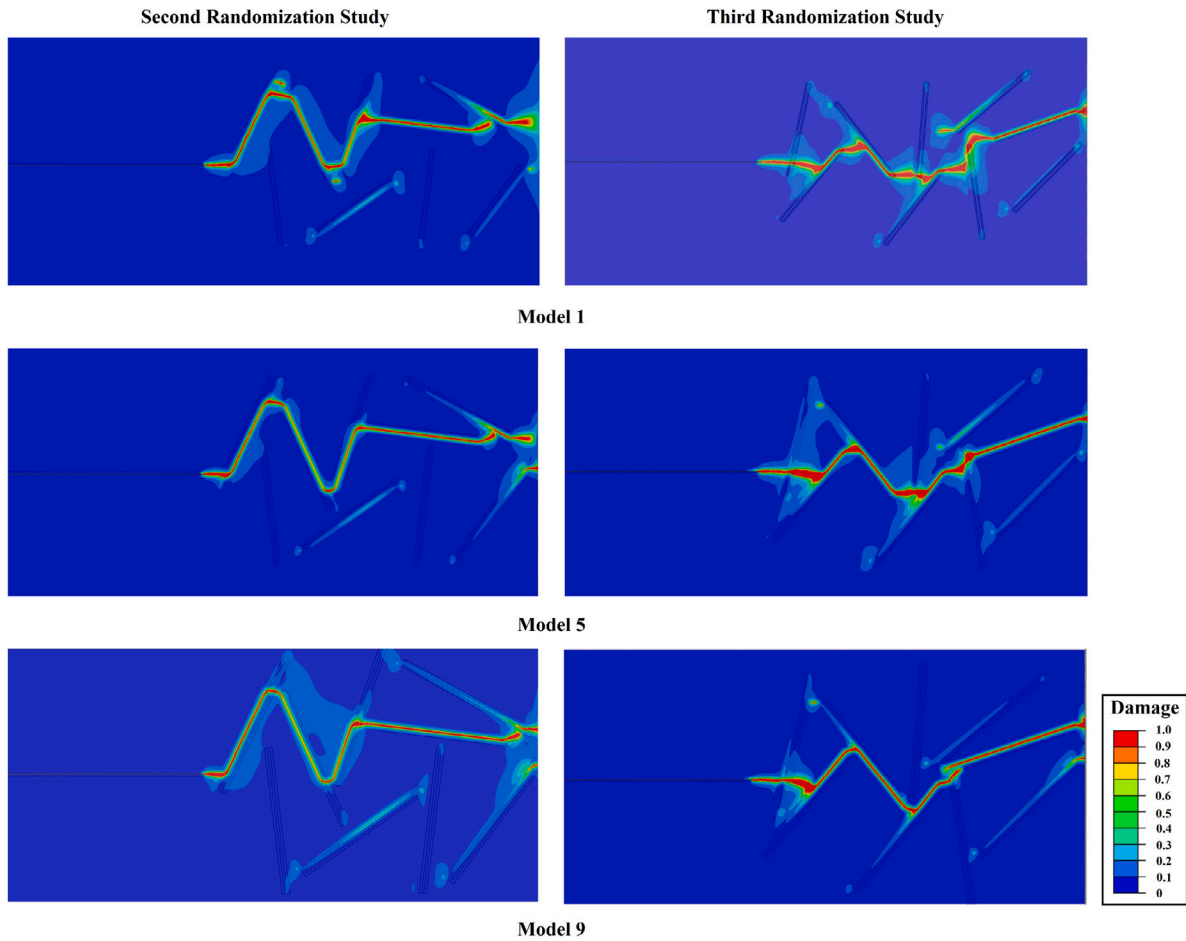 Second Randomization Study
Third Randomization Study
Model 1
Model 5
Model 9
Damage
1.0
0.9
0.8
0.7
0.6
0.5
0.4
0.3
0.2
0.1
0